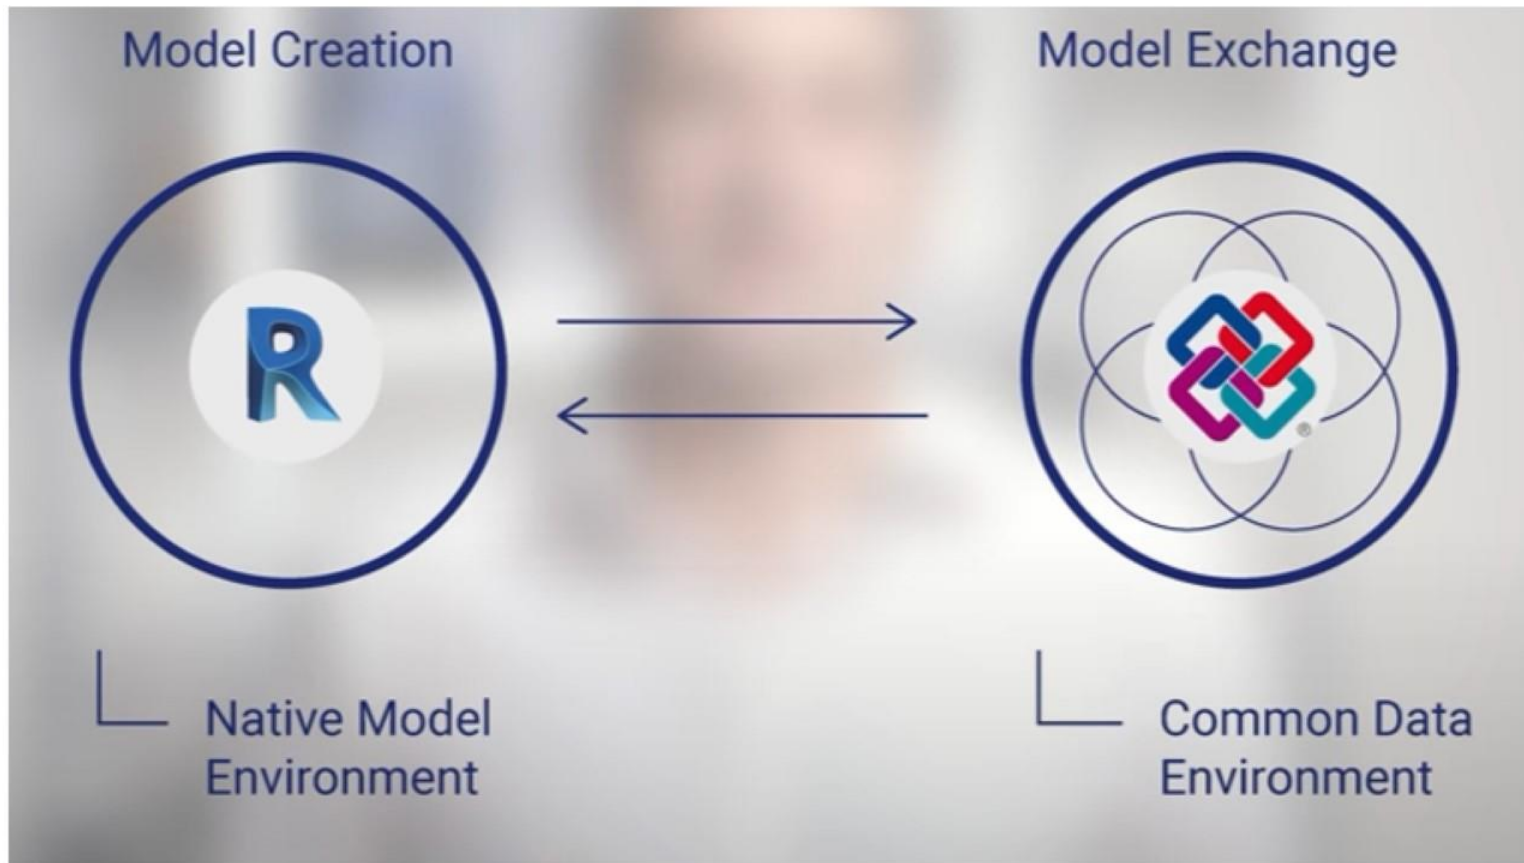 Model Creation
Model Exchange
R
®
Native Model
Environment
Common Data
Environment